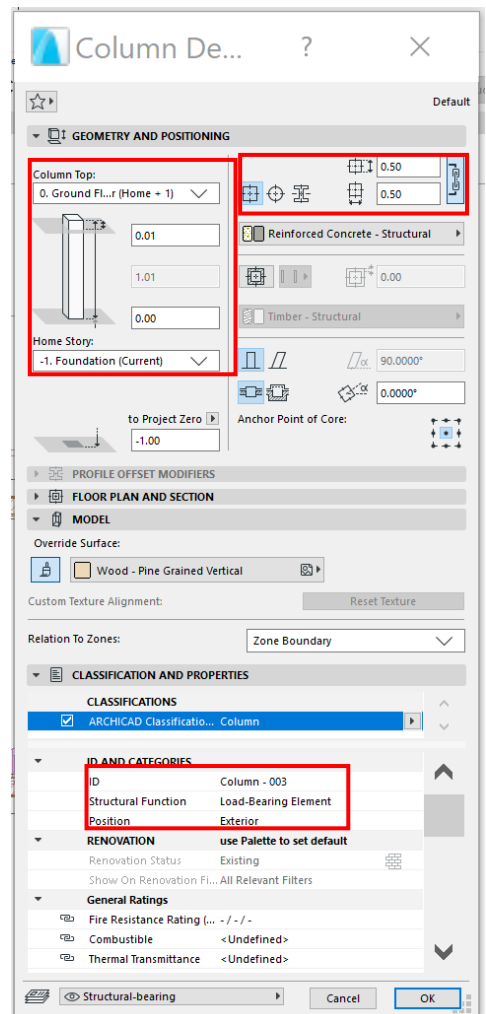 Column De... ? ×
Default
GEOMETRY AND POSITIONING
Column Top:
0. Ground Fl...r (Home + 1)
0.01
1.01
0.00
Home Story:
-1. Foundation (Current)
to Project Zero
-1.00
0.50
0.50
Reinforced Concrete - Structural
0.00
Timber - Structural
α 90.0000°
α 0.0000°
Anchor Point of Core:
PROFILE OFFSET MODIFIERS
FLOOR PLAN AND SECTION
MODEL
Override Surface:
Wood - Pine Grained Vertical
Custom Texture Alignment: Reset Texture
Relation To Zones: Zone Boundary
CLASSIFICATION AND PROPERTIES
CLASSIFICATIONS
ARCHICAD Classificatio... Column
ID AND CATEGORIES
ID Column - 003
Structural Function Load-Bearing Element
Position Exterior
RENOVATION use Palette to set default
Renovation Status Existing
Show On Renovation Fi... All Relevant Filters
General Ratings
Fire Resistance Rating (... - / - / -
Combustible <Undefined>
Thermal Transmittance <Undefined>
Structural-bearing Cancel OK